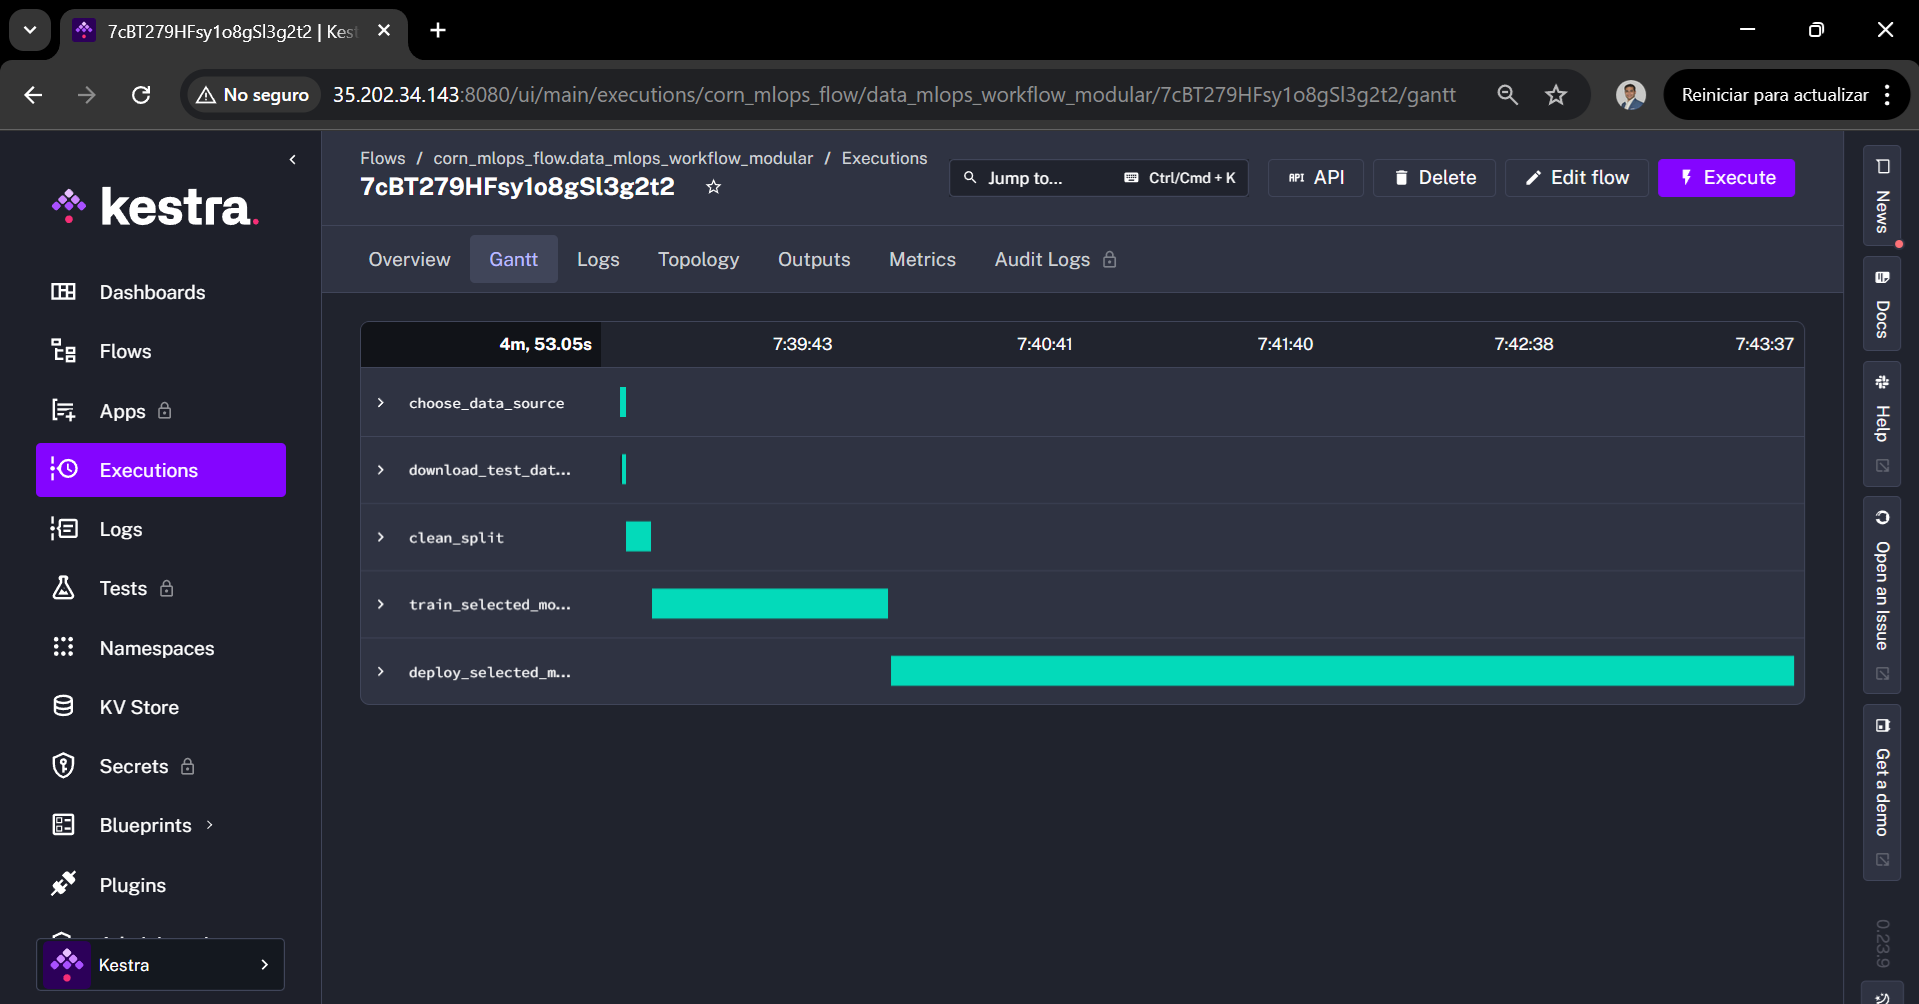 7cBT279HFsy1o8gSl3g2t2 | Kest
No seguro
35.202.34.143:8080/ui/main/executions/corn_mlops_flow/data_mlops_workflow_modular/7cBT279HFsy1o8gSl3g2t2/gantt
Reiniciar para actualizar
kestra.
Dashboards
Flows
Apps
Executions
Logs
Tests
Namespaces
KV Store
Secrets
Blueprints
Plugins
Kestra
Flows / corn_mlops_flow.data_mlops_workflow_modular / Executions
7cBT279HFsy1o8gSl3g2t2
Jump to... Ctrl/Cmd + K
API API
Delete
Edit flow
Execute
Overview Gantt Logs Topology Outputs Metrics Audit Logs
4m, 53.05s 7:39:43 7:40:41 7:41:40 7:42:38 7:43:37
choose_data_source
download_test_dat...
clean_split
train_selected_mo...
deploy_selected_m...
News
Docs
Help
Open an Issue
Get a demo
0.23.9